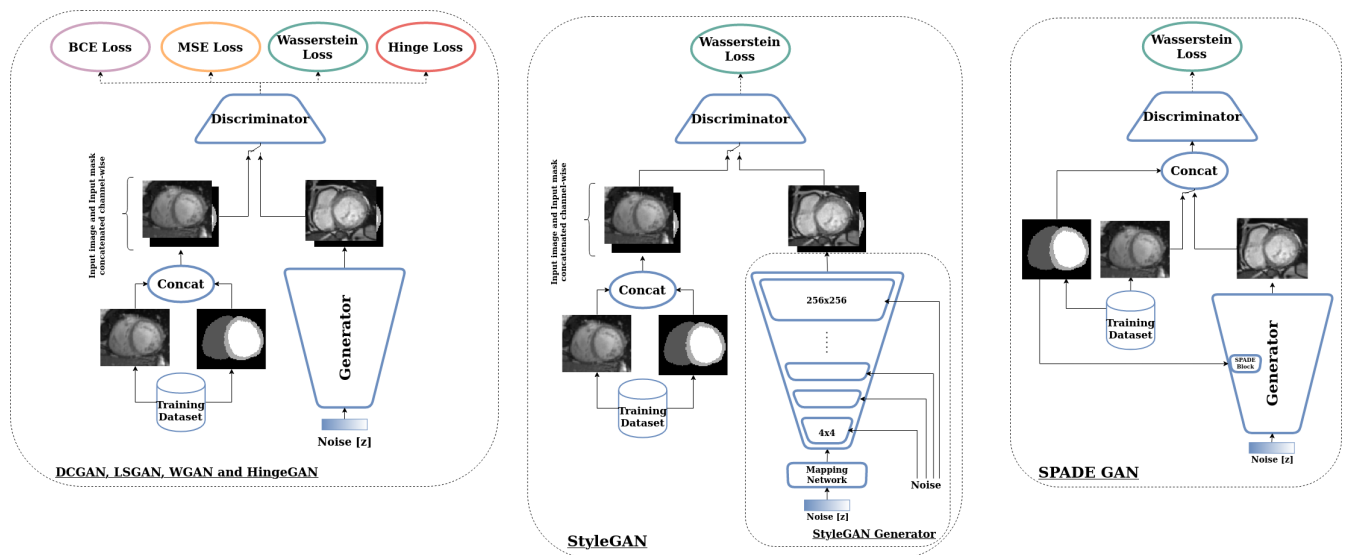 BCE Loss
MSE Loss
Wasserstein
Loss
Hinge Loss
Discriminator
Input image and Input mask
concatenated channel-wise
Concat
Training
Dataset
Generator
Noise [z]
DCGAN, LSGAN, WGAN and HingeGAN
Wasserstein
Loss
Discriminator
Input image and Input mask
concatenated channel-wise
Concat
Training
Dataset
256x256
4x4
Mapping
Network
Noise
Noise [z]
StyleGAN Generator
StyleGAN
Wasserstein
Loss
Discriminator
Concat
Training
Dataset
SPADE
Block
Generator
Noise [z]
SPADE GAN